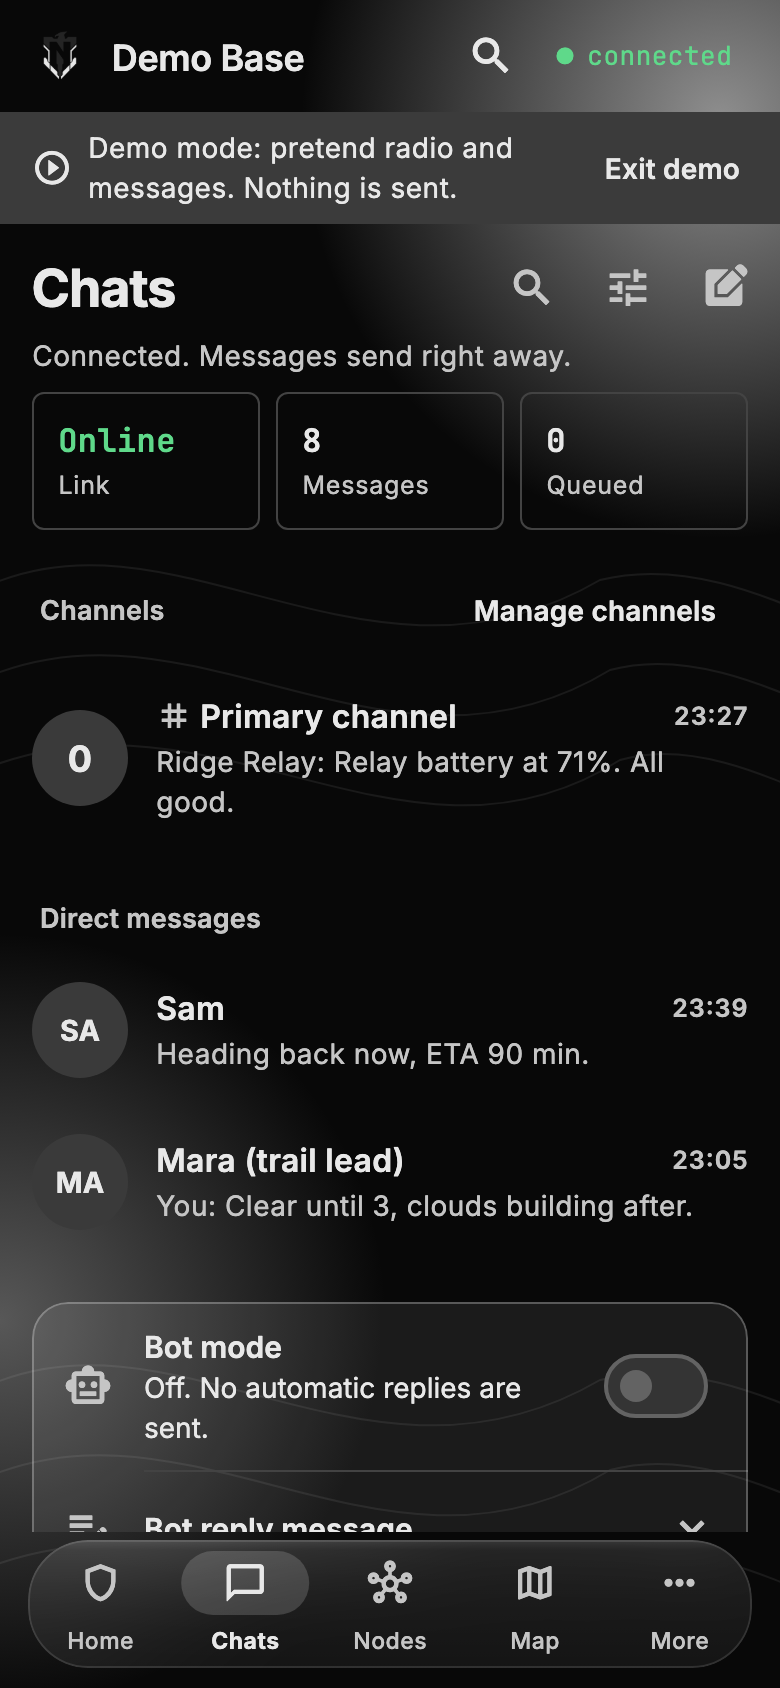 Demo Base
connected
Demo mode: pretend radio and
messages. Nothing is sent.
Exit demo
Chats
Connected. Messages send right away.
Online
Link
8
Messages
0
Queued
Channels
Manage channels
0
# Primary channel
23:27
Ridge Relay: Relay battery at 71%. All
good.
Direct messages
SA
Sam
23:39
Heading back now, ETA 90 min.
MA
Mara (trail lead)
23:05
You: Clear until 3, clouds building after.
Bot mode
Off. No automatic replies are
sent.
Bot reply message
Home
Chats
Nodes
Map
More